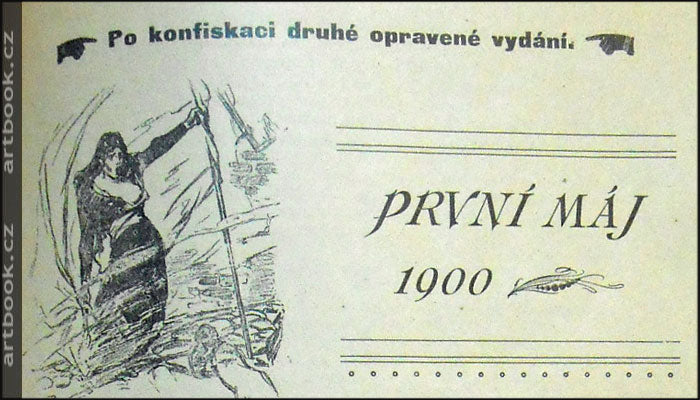 Po konfiskaci druhé opravené vydání.
PRVNÍ MÁJ
1900
artbook.cz
artbook.cz